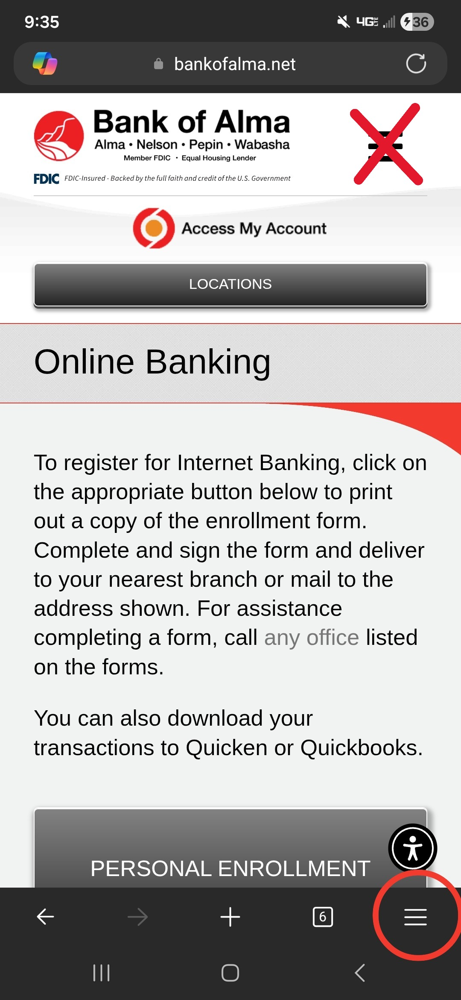 9:35
4G LTE
36
bankofalma.net
Bank of Alma
Alma • Nelson • Pepin • Wabasha
Member FDIC • Equal Housing Lender
FDIC FDIC-Insured - Backed by the full faith and credit of the U.S. Government
Access My Account
LOCATIONS
Online Banking
To register for Internet Banking, click on
the appropriate button below to print
out a copy of the enrollment form.
Complete and sign the form and deliver
to your nearest branch or mail to the
address shown. For assistance
completing a form, call any office listed
on the forms.
You can also download your
transactions to Quicken or Quickbooks.
PERSONAL ENROLLMENT
6